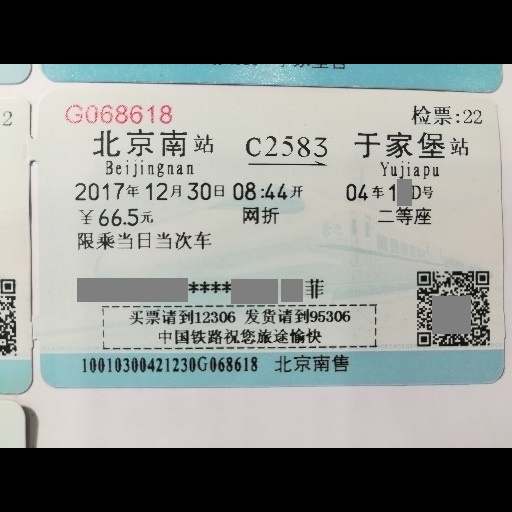 G068618 检票:22
北京南站 C2583 于家堡站
Beijingnan Yujiapu
2017年12月30日08:44开 04车1 D号
￥66.5元 网折 二等座
限乘当日当次车
**** 菲
买票请到12306 发货请到95306
中国铁路祝您旅途愉快
10010300421230G068618 北京南售
2